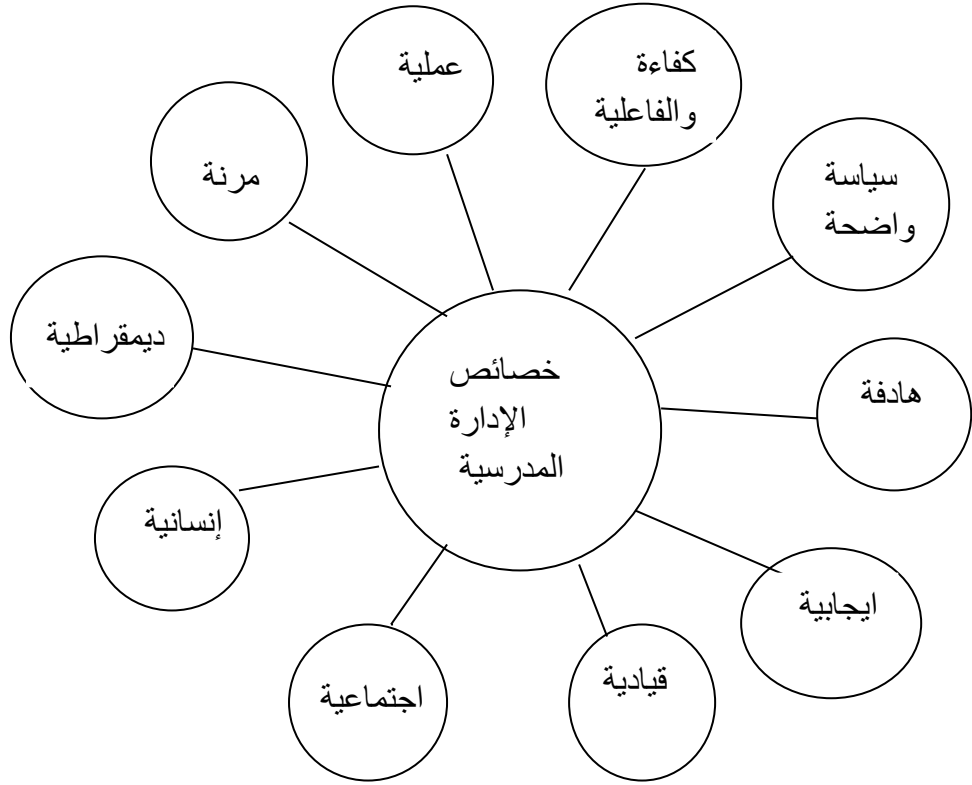 خصائص
الإدارة
المدرسية
كفاءة
والفاعلية
سياسة
واضحة
هادفة
ايجابية
قيادية
اجتماعية
إنسانية
ديمقراطية
مرنة
عملية